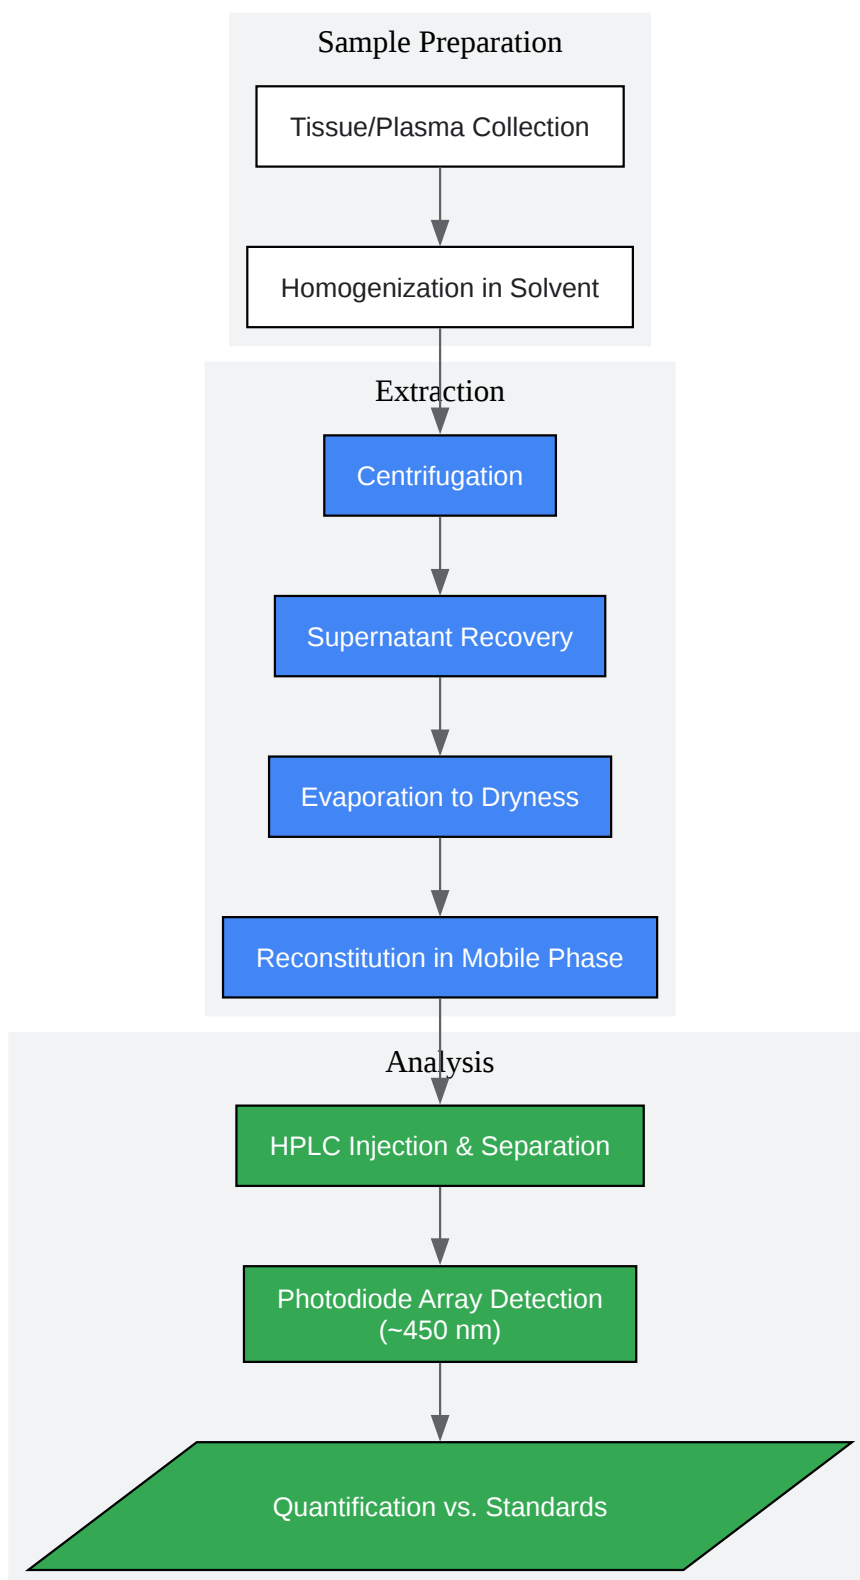 Sample Preparation
Tissue/Plasma Collection
Homogenization in Solvent
Extraction
Centrifugation
Supernatant Recovery
Evaporation to Dryness
Reconstitution in Mobile Phase
Analysis
HPLC Injection & Separation
Photodiode Array Detection
(~450 nm)
Quantification vs. Standards